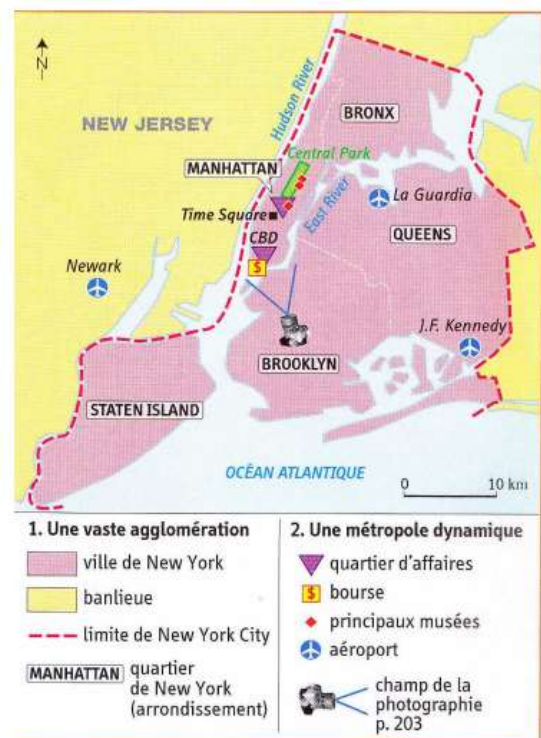 N
NEW JERSEY
Hudson River
BRONX
Central Park
MANHATTAN
Time Square
East River
La Guardia
QUEENS
CBD
$
Newark
J.F. Kennedy
BROOKLYN
STATEN ISLAND
OCÉAN ATLANTIQUE
0 10 km
1. Une vaste agglomération
ville de New York
banlieue
limite de New York City
MANHATTAN quartier
de New York
(arrondissement)
2. Une métropole dynamique
quartier d'affaires
$ bourse
principaux musées
aéroport
champ de la
photographie
p. 203